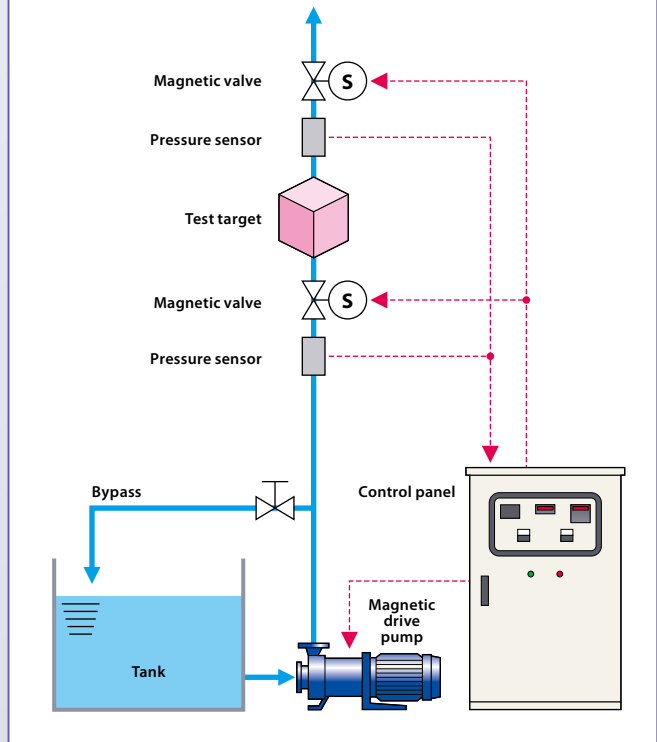 Magnetic valve
S
Pressure sensor
Test target
Magnetic valve
S
Pressure sensor
Bypass
Control panel
Magnetic
drive
pump
Tank